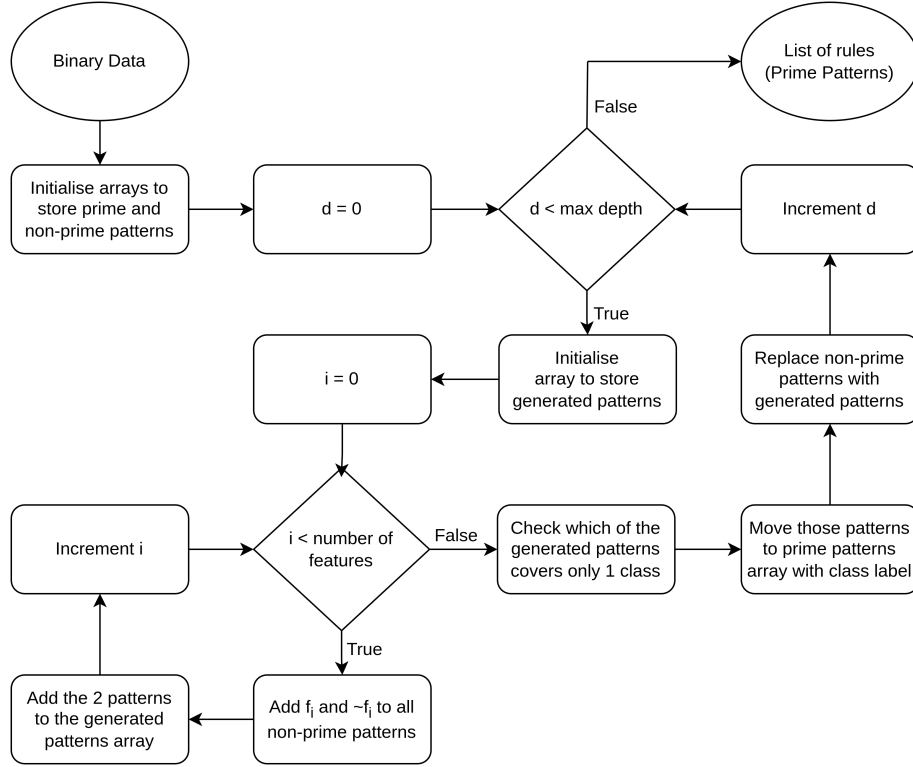 Binary Data
List of rules
(Prime Patterns)
False
Initialise arrays to
store prime and
non-prime patterns
d = 0
d < max depth
Increment d
True
i = 0
Initialise
array to store
generated patterns
Replace non-prime
patterns with
generated patterns
Increment i
i < number of
features
False
Check which of the
generated patterns
covers only 1 class
Move those patterns
to prime patterns
array with class label
True
Add the 2 patterns
to the generated
patterns array
Add fi and ~fi to all
non-prime patterns